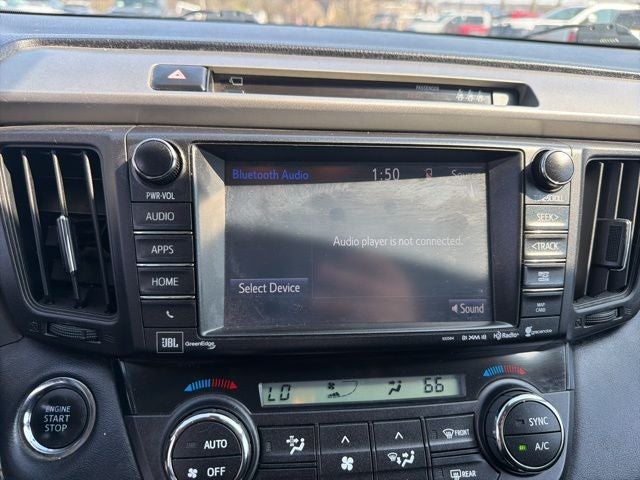 PASSENGER
Bluetooth Audio 1:50
Audio player is not connected.
Select Device
Sound
PWR·VOL
AUDIO
APPS
HOME
JBL GreenEdge
SEEK>
<TRACK
MAP CARD
HD Radio
gracenote
ENGINE START STOP
LO 66
AUTO
OFF
FRONT
REAR
SYNC
A/C